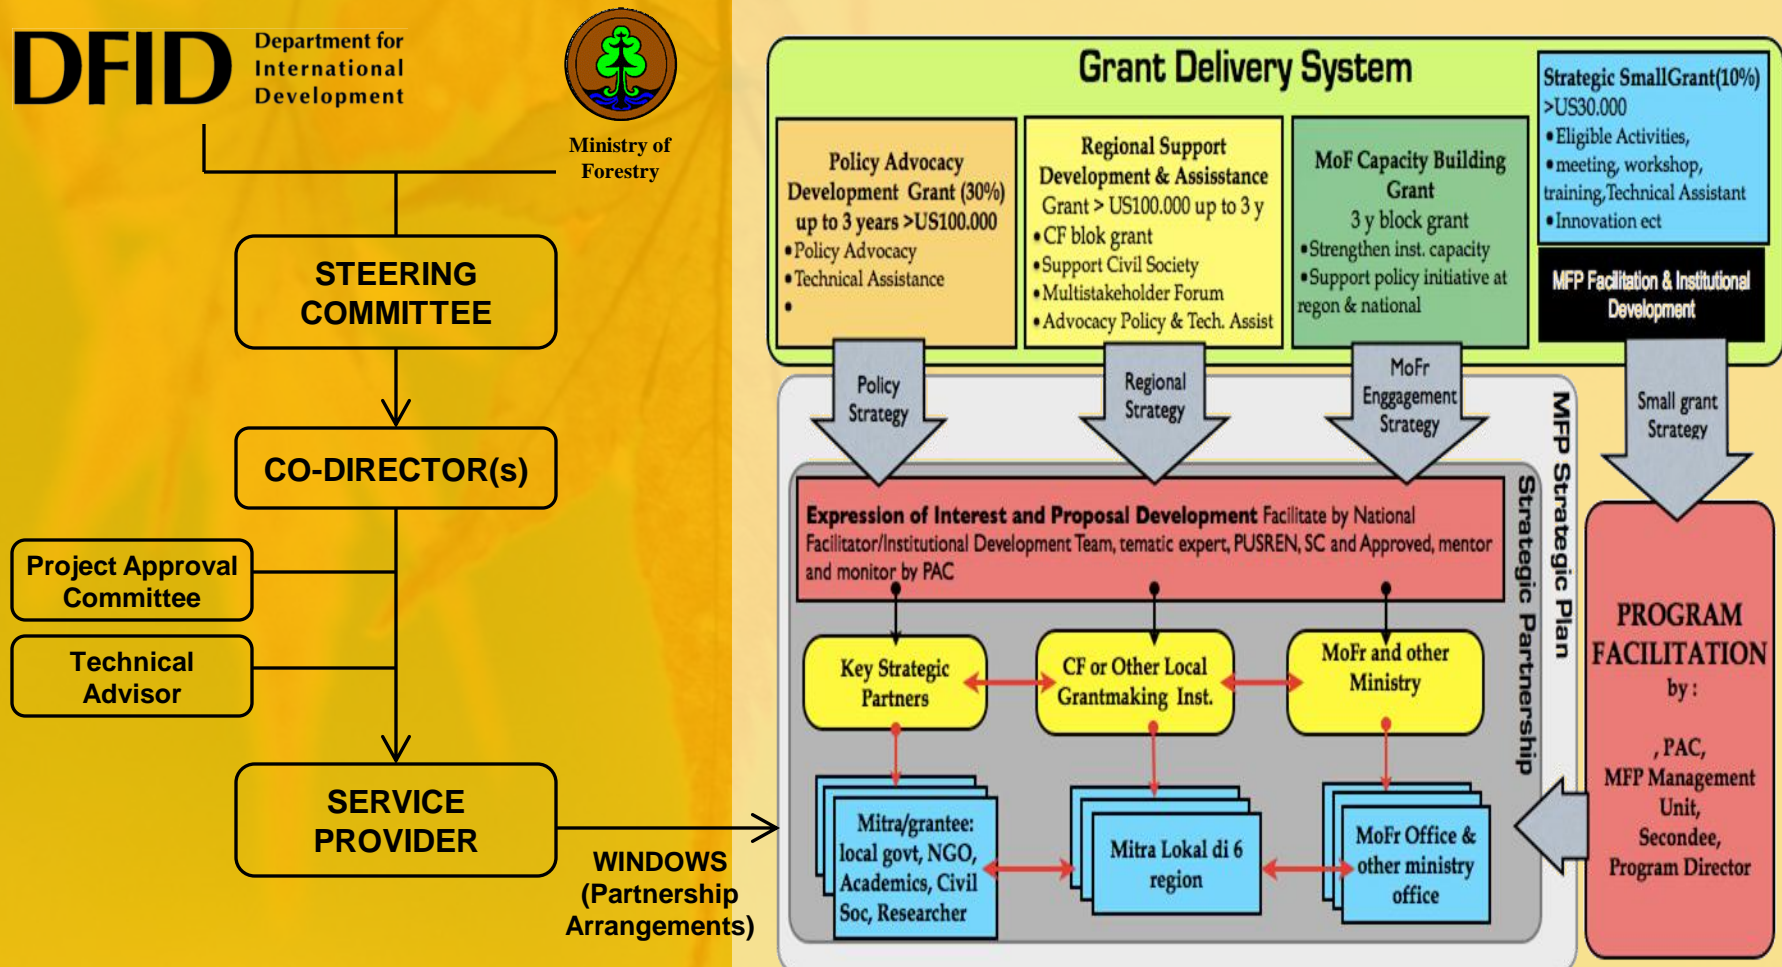 DFID
Department for
International
Development
Ministry of
Forestry
STEERING
COMMITTEE
CO-DIRECTOR(s)
Project Approval
Committee
Technical
Advisor
SERVICE
PROVIDER
WINDOWS
(Partnership
Arrangements)
Grant Delivery System
Policy Advocacy
Development Grant (30%)
up to 3 years >US100.000
•Policy Advocacy
•Technical Assistance
•
Regional Support
Development & Assisstance
Grant > US100.000 up to 3 y
•CF blok grant
•Support Civil Society
•Multistakeholder Forum
•Advocacy Policy & Tech. Assist
MoF Capacity Building
Grant
3 y block grant
•Strengthen inst. capacity
•Support policy initiative at
regon & national
Strategic SmallGrant(10%)
>US30.000
•Eligible Activities,
•meeting, workshop,
training,Technical Assistant
•Innovation ect
MFP Facilitation & Institutional
Development
Policy
Strategy
Regional
Strategy
MoFr
Enggagement
Strategy
Small grant
Strategy
MFP Strategic Plan
Strategic Partnership
Expression of Interest and Proposal Development Facilitate by National
Facilitator/Institutional Development Team, tematic expert, PUSREN, SC and Approved, mentor
and monitor by PAC
Key Strategic
Partners
CF or Other Local
Grantmaking Inst.
MoFr and other
Ministry
Mitra/grantee:
local govt, NGO,
Academics, Civil
Soc, Researcher
Mitra Lokal di 6
region
MoFr Office &
other ministry
office
PROGRAM
FACILITATION
by :
, PAC,
MFP Management
Unit,
Secondee,
Program Director